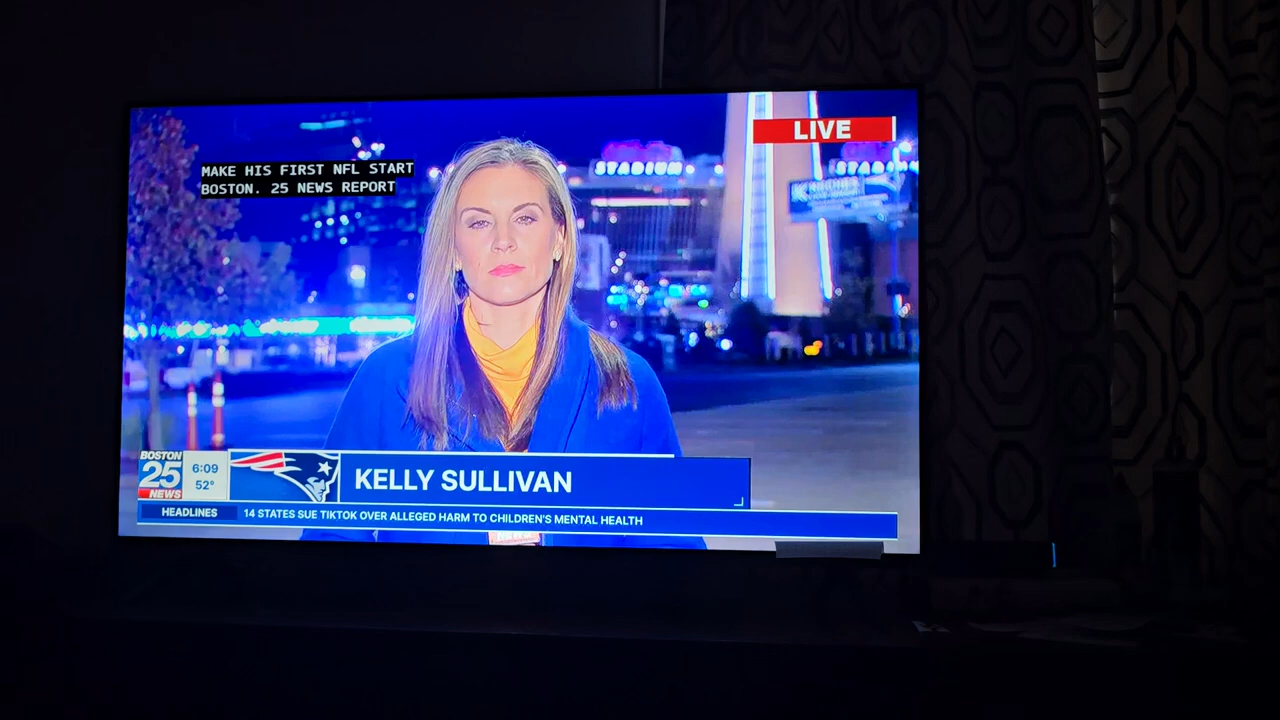 LIVE
MAKE HIS FIRST NFL START
BOSTON. 25 NEWS REPORT
STADIUM
STADIUM
BOSTON
25
NEWS
6:09
52°
KELLY SULLIVAN
HEADLINES
14 STATES SUE TIKTOK OVER ALLEGED HARM TO CHILDREN'S MENTAL HEALTH
NEWS